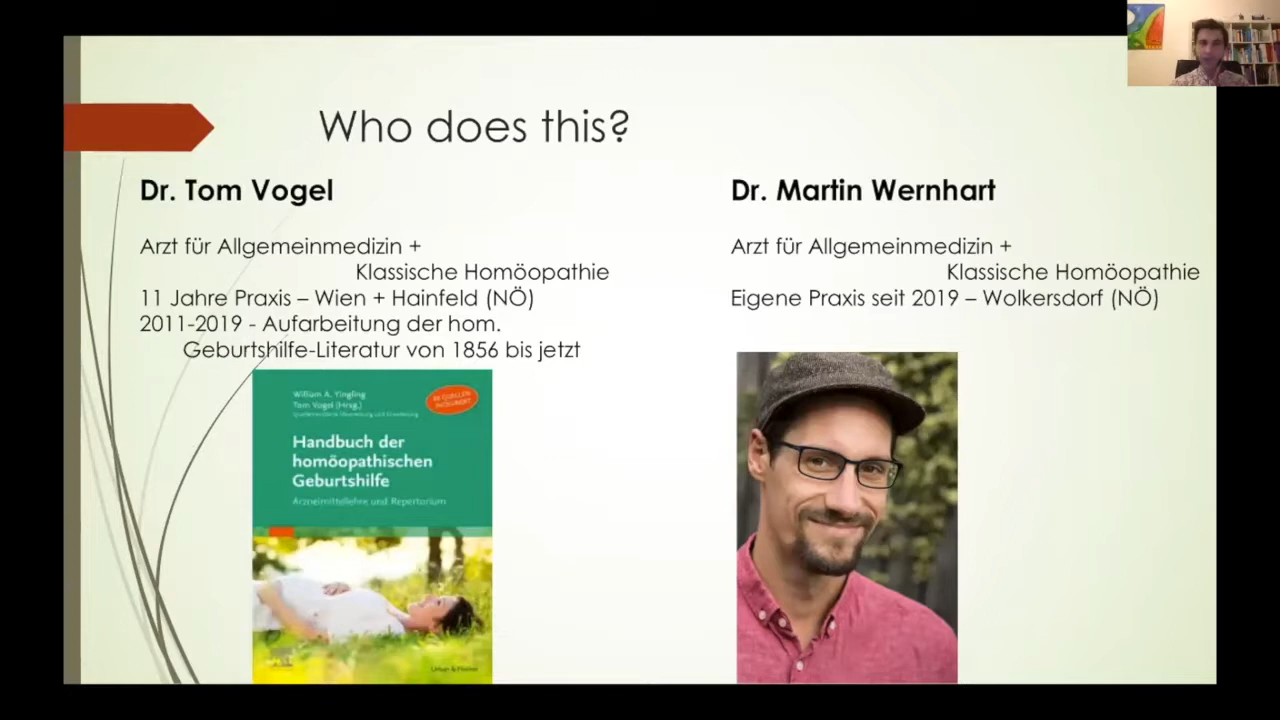 Who does this?
Dr. Tom Vogel
Arzt für Allgemeinmedizin +
Klassische Homöopathie
11 Jahre Praxis – Wien + Hainfeld (NÖ)
2011-2019 - Aufarbeitung der hom.
Geburtshilfe-Literatur von 1856 bis jetzt
William A. Yingling
Tom Vogel (Hrsg.)
Handbuch der
homöopathischen
Geburtshilfe
Arzneimittellehre und Repertorium
Urban & Fischer
Dr. Martin Wernhart
Arzt für Allgemeinmedizin +
Klassische Homöopathie
Eigene Praxis seit 2019 – Wolkersdorf (NÖ)